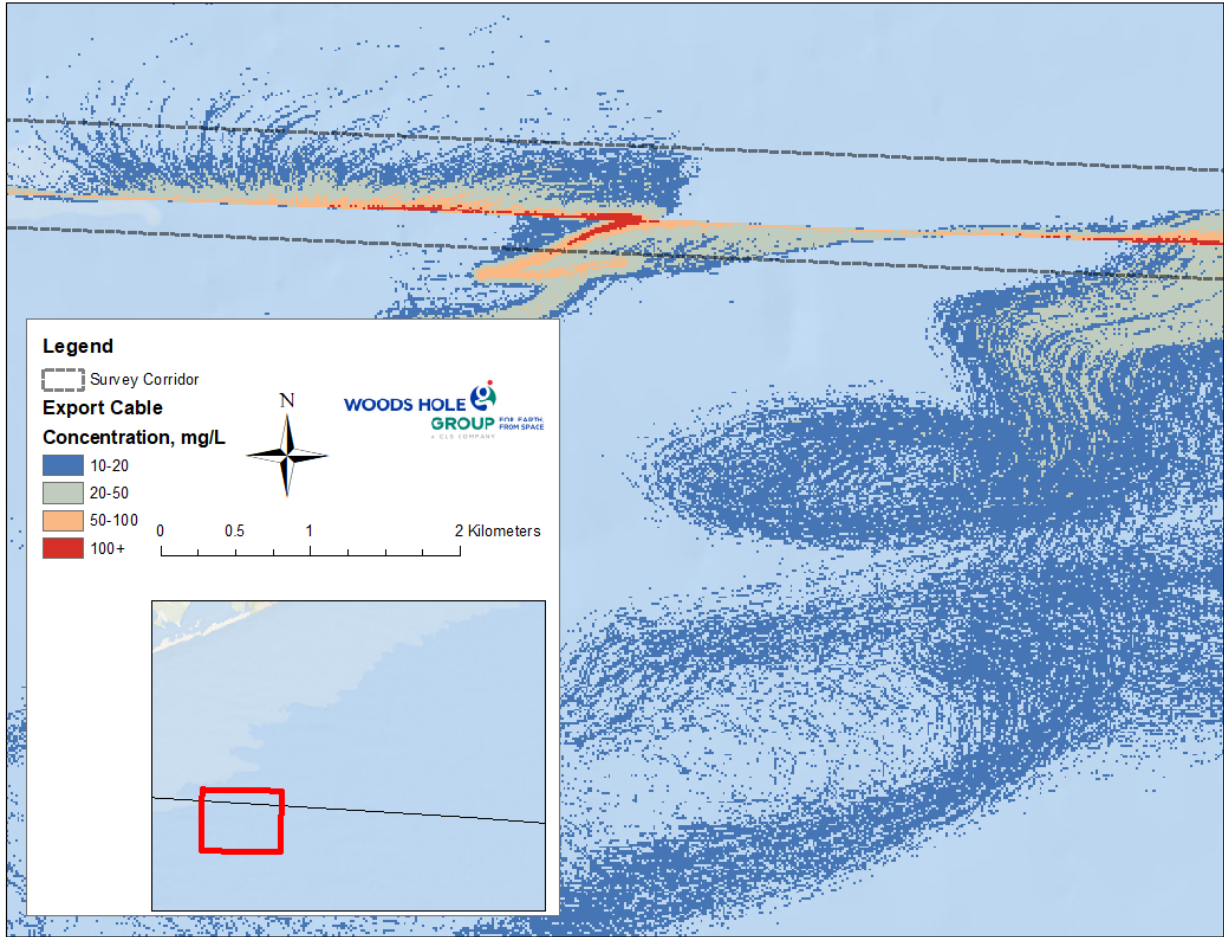 Legend
Survey Corridor
Export Cable
Concentration, mg/L
10-20
20-50
50-100
100+
N
WOODS HOLE
GROUP FOR EARTH, FROM SPACE
A CLS COMPANY
0 0.5 1 2 Kilometers